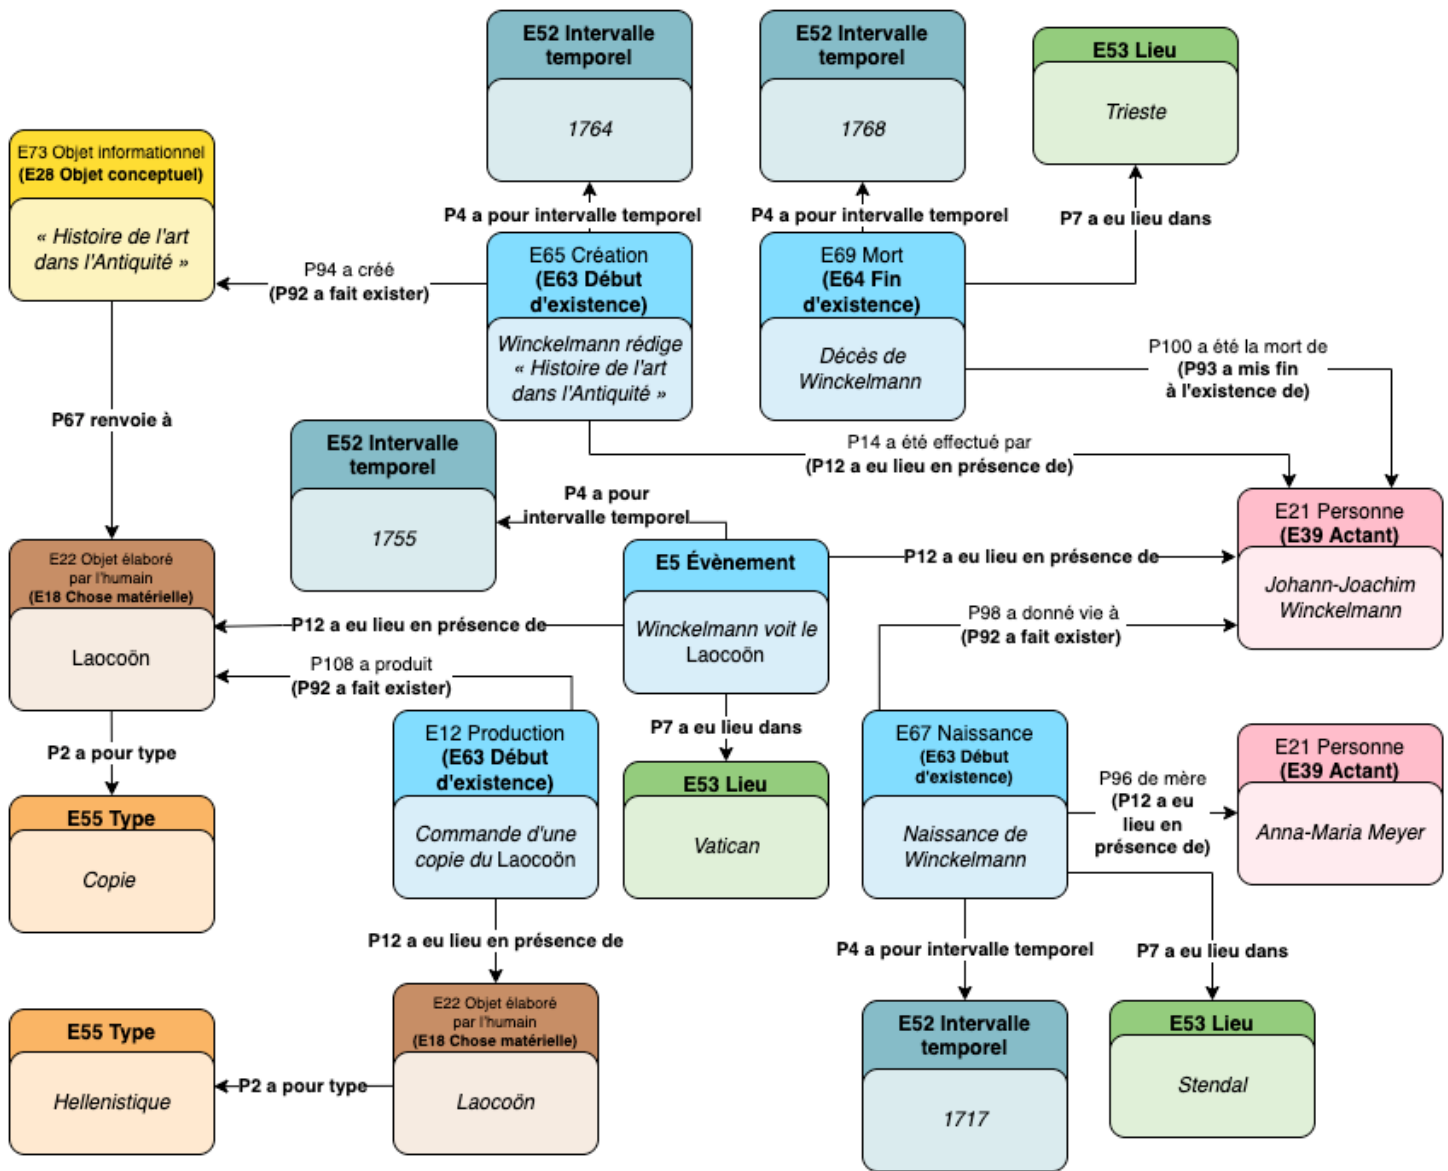 E52 Intervalle
temporel
1764
E52 Intervalle
temporel
1768
E53 Lieu
Trieste
E73 Objet informationnel
(E28 Objet conceptuel)
« Histoire de l'art
dans l'Antiquité »
P4 a pour intervalle temporel
P4 a pour intervalle temporel
P7 a eu lieu dans
P94 a créé
(P92 a fait exister)
E65 Création
(E63 Début
d'existence)
Winckelmann rédige
« Histoire de l'art
dans l'Antiquité »
E69 Mort
(E64 Fin
d'existence)
Décès de
Winckelmann
P100 a été la mort de
(P93 a mis fin
à l'existence de)
P67 renvoie à
E52 Intervalle
temporel
1755
P14 a été effectué par
(P12 a eu lieu en présence de)
P4 a pour
intervalle temporel
E22 Objet élaboré
par l'humain
(E18 Chose matérielle)
Laocoön
E5 Évènement
Winckelmann voit le
Laocoön
P12 a eu lieu en présence de
E21 Personne
(E39 Actant)
Johann-Joachim
Winckelmann
P12 a eu lieu en présence de
P98 a donné vie à
(P92 a fait exister)
P108 a produit
(P92 a fait exister)
P2 a pour type
E12 Production
(E63 Début
d'existence)
Commande d'une
copie du Laocoön
P7 a eu lieu dans
E53 Lieu
Vatican
E67 Naissance
(E63 Début
d'existence)
Naissance de
Winckelmann
P96 de mère
(P12 a eu
lieu en
présence de)
E21 Personne
(E39 Actant)
Anna-Maria Meyer
E55 Type
Copie
P12 a eu lieu en présence de
P4 a pour intervalle temporel
P7 a eu lieu dans
E55 Type
Hellenistique
P2 a pour type
E22 Objet élaboré
par l'humain
(E18 Chose matérielle)
Laocoön
E52 Intervalle
temporel
1717
E53 Lieu
Stendal